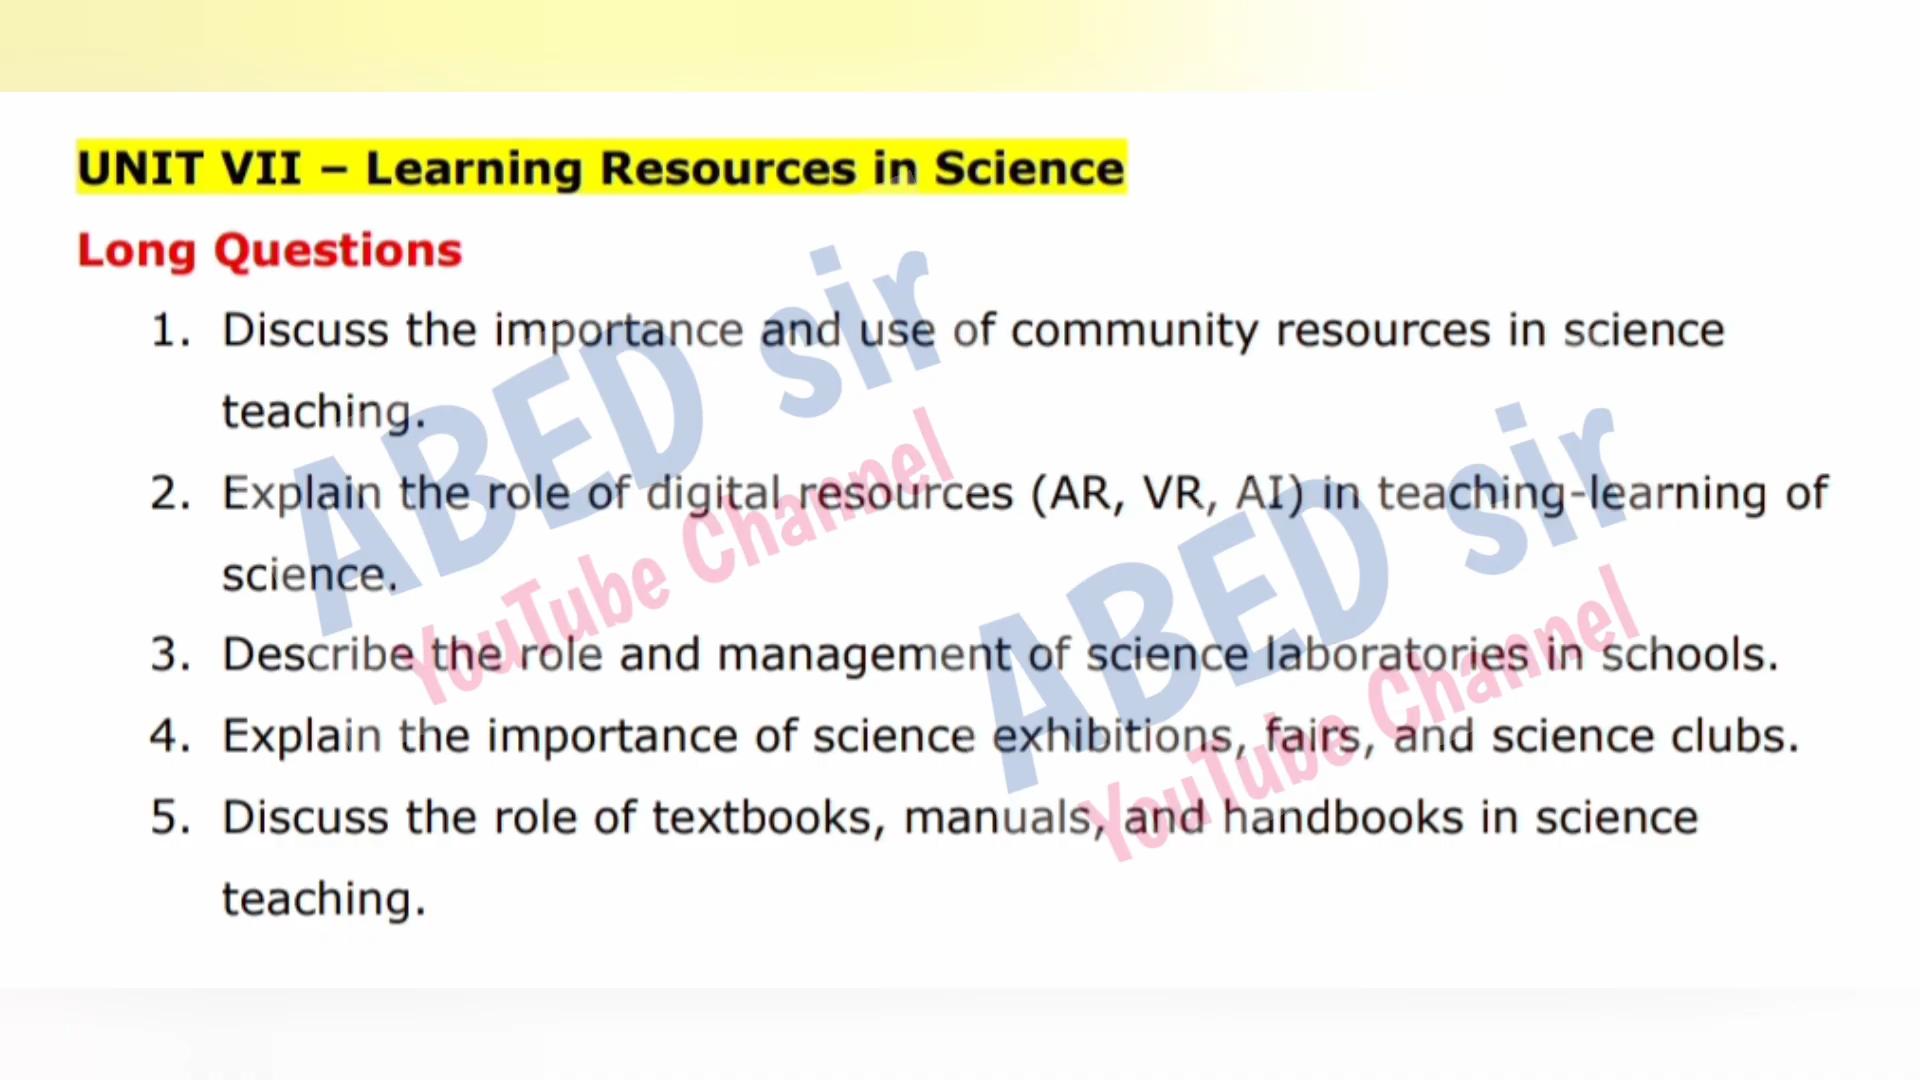 UNIT VII – Learning Resources in Science
Long Questions
1. Discuss the importance and use of community resources in science
teaching.
2. Explain the role of digital resources (AR, VR, AI) in teaching-learning of
science.
3. Describe the role and management of science laboratories in schools.
4. Explain the importance of science exhibitions, fairs, and science clubs.
5. Discuss the role of textbooks, manuals, and handbooks in science
teaching.
ABED sir
YouTube Channel
ABED sir
YouTube Channel